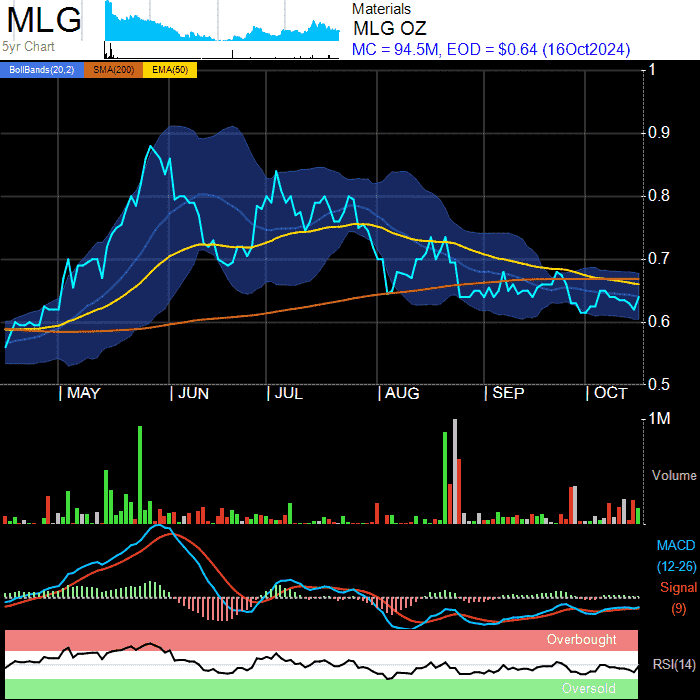 MLG
5yr Chart
Materials
MLG OZ
MC = 94.5M, EOD = $0.64 (16Oct2024)
BollBands(20,2) SMA(200) EMA(50)
1
0.9
0.8
0.7
0.6
0.5
MAY JUN JUL AUG SEP OCT
1M
Volume
MACD
(12-26)
Signal
(9)
Overbought
RSI(14)
Oversold